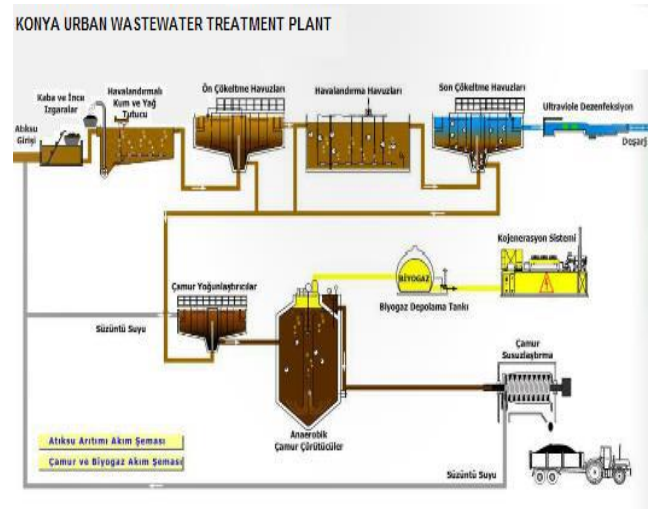 KONYA URBAN WASTEWATER TREATMENT PLANT
Kaba ve İnce
Izgaralar
Havalandırmalı
Kum ve Yağ
Tutucu
Ön Çökeltme Havuzları
Havalandırma Havuzları
Son Çökeltme Havuzları
Ultraviole Dezenfeksiyon
Atıksu
Girişi
Deşarj
Kojenerasyon Sistemi
BİYOGAZ
Çamur Yoğunlaştırıcılar
Biyogaz Depolama Tankı
Süzüntü Suyu
Çamur
Susuzlaştırma
Anaerobik
Çamur Çürütücüler
Atıksu Arıtımı Akım Şeması
Çamur ve Biyogaz Akım Şeması
Süzüntü Suyu